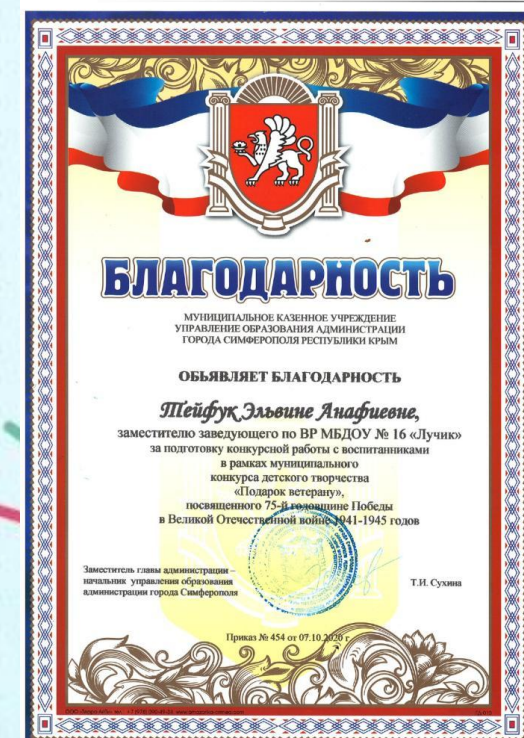 БЛАГОДАРНОСТЬ
МУНИЦИПАЛЬНОЕ КАЗЕННОЕ УЧРЕЖДЕНИЕ
УПРАВЛЕНИЕ ОБРАЗОВАНИЯ АДМИНИСТРАЦИИ
ГОРОДА СИМФЕРОПОЛЯ РЕСПУБЛИКИ КРЫМ
ОБЬЯВЛЯЕТ БЛАГОДАРНОСТЬ
Тейфук Эльвине Анафиевне,
заместителю заведующего по ВР МБДОУ № 16 «Лучик»
за подготовку конкурсной работы с воспитанниками
в рамках муниципального
конкурса детского творчества
«Подарок ветерану»,
посвященного 75-й годовщине Победы
в Великой Отечественной войне 1941-1945 годов
Заместитель главы администрации –
начальник управления образования
администрации города Симферополя
Т.И. Сухина
Приказ № 454 от 07.10.2020 г.